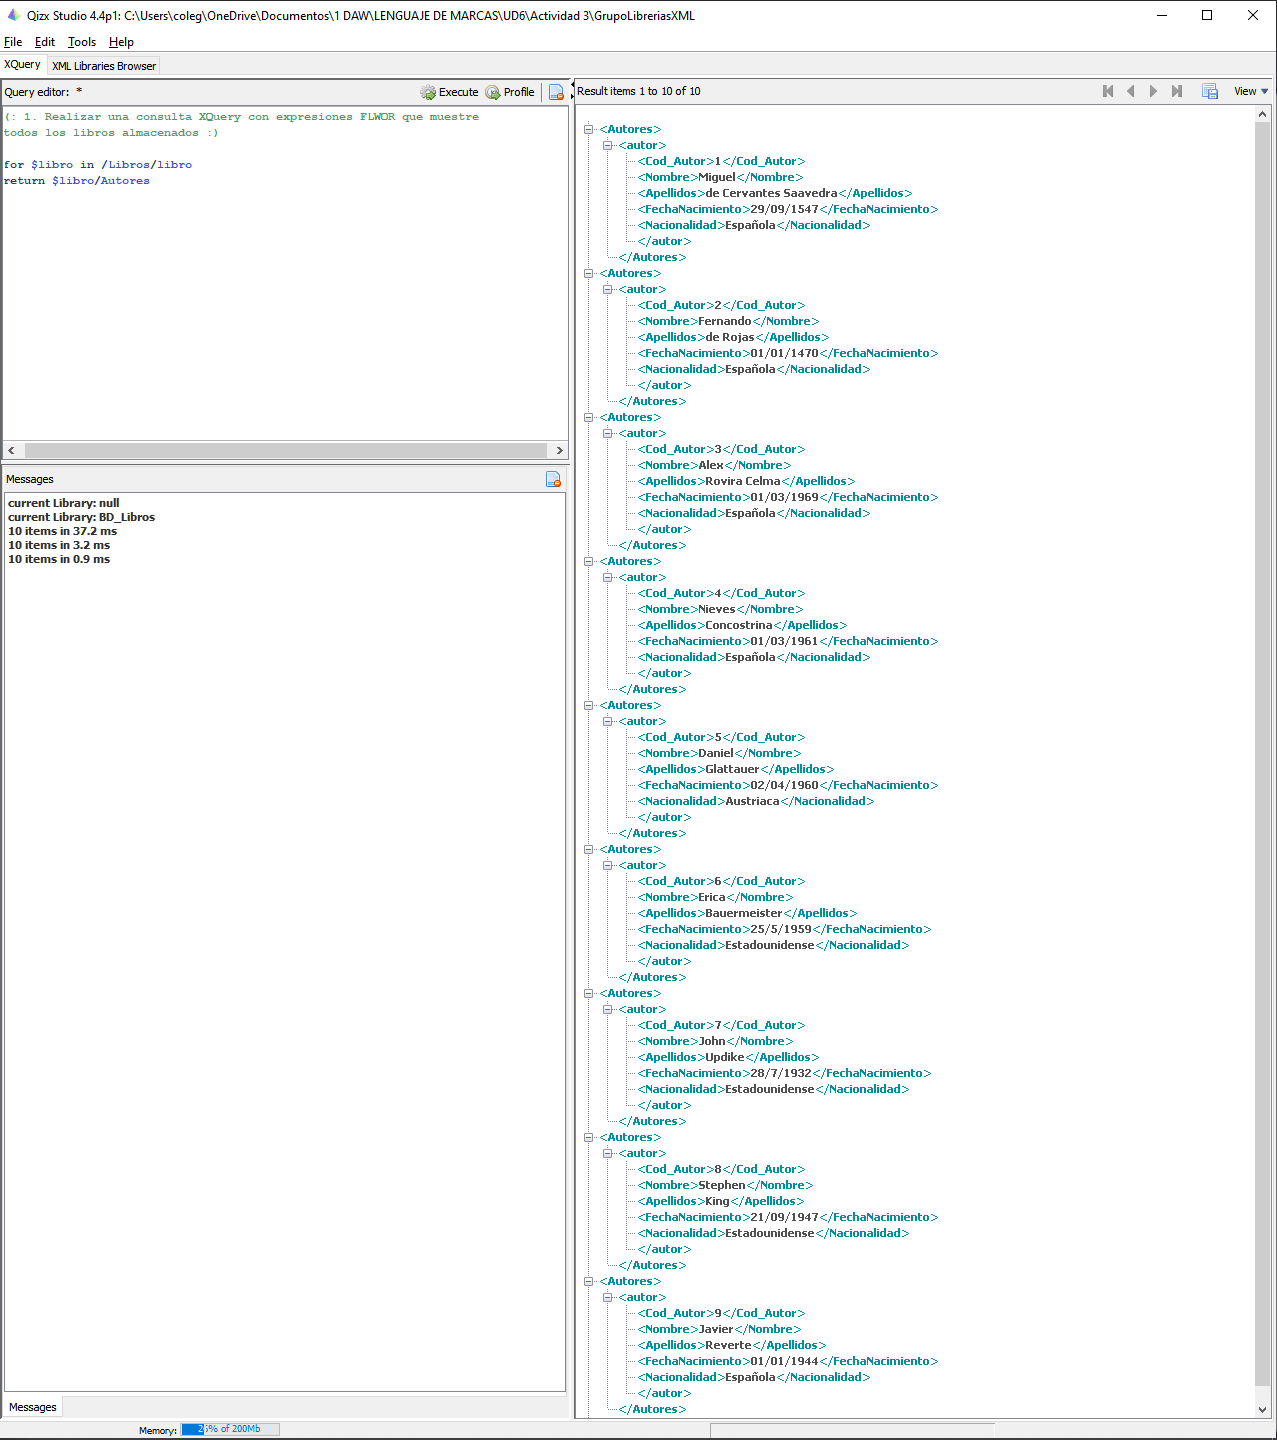 Qizx Studio 4.4p1: C:\Users\coleg\OneDrive\Documentos\1 DAW\LENGUAJE DE MARCAS\UD6\Actividad 3\GrupoLibreriasXML
File Edit Tools Help
XQuery XML Libraries Browser
Query editor: * Execute Profile
(: 1. Realizar una consulta XQuery con expresiones FLWOR que muestre
todos los libros almacenados :)
for $libro in /Libros/libro
return $libro/Autores
Messages
current Library: null
current Library: BD_Libros
10 items in 37.2 ms
10 items in 3.2 ms
10 items in 0.9 ms
Messages
Result items 1 to 10 of 10 View
<Autores>
<autor>
<Cod_Autor>1</Cod_Autor>
<Nombre>Miguel</Nombre>
<Apellidos>de Cervantes Saavedra</Apellidos>
<FechaNacimiento>29/09/1547</FechaNacimiento>
<Nacionalidad>Española</Nacionalidad>
</autor>
</Autores>
<Autores>
<autor>
<Cod_Autor>2</Cod_Autor>
<Nombre>Fernando</Nombre>
<Apellidos>de Rojas</Apellidos>
<FechaNacimiento>01/01/1470</FechaNacimiento>
<Nacionalidad>Española</Nacionalidad>
</autor>
</Autores>
<Autores>
<autor>
<Cod_Autor>3</Cod_Autor>
<Nombre>Alex</Nombre>
<Apellidos>Rovira Celma</Apellidos>
<FechaNacimiento>01/03/1969</FechaNacimiento>
<Nacionalidad>Española</Nacionalidad>
</autor>
</Autores>
<Autores>
<autor>
<Cod_Autor>4</Cod_Autor>
<Nombre>Nieves</Nombre>
<Apellidos>Concostrina</Apellidos>
<FechaNacimiento>01/03/1961</FechaNacimiento>
<Nacionalidad>Española</Nacionalidad>
</autor>
</Autores>
<Autores>
<autor>
<Cod_Autor>5</Cod_Autor>
<Nombre>Daniel</Nombre>
<Apellidos>Glattauer</Apellidos>
<FechaNacimiento>02/04/1960</FechaNacimiento>
<Nacionalidad>Austriaca</Nacionalidad>
</autor>
</Autores>
<Autores>
<autor>
<Cod_Autor>6</Cod_Autor>
<Nombre>Erica</Nombre>
<Apellidos>Bauermeister</Apellidos>
<FechaNacimiento>25/5/1959</FechaNacimiento>
<Nacionalidad>Estadounidense</Nacionalidad>
</autor>
</Autores>
<Autores>
<autor>
<Cod_Autor>7</Cod_Autor>
<Nombre>John</Nombre>
<Apellidos>Updike</Apellidos>
<FechaNacimiento>28/7/1932</FechaNacimiento>
<Nacionalidad>Estadounidense</Nacionalidad>
</autor>
</Autores>
<Autores>
<autor>
<Cod_Autor>8</Cod_Autor>
<Nombre>Stephen</Nombre>
<Apellidos>King</Apellidos>
<FechaNacimiento>21/09/1947</FechaNacimiento>
<Nacionalidad>Estadounidense</Nacionalidad>
</autor>
</Autores>
<Autores>
<autor>
<Cod_Autor>9</Cod_Autor>
<Nombre>Javier</Nombre>
<Apellidos>Reverte</Apellidos>
<FechaNacimiento>01/01/1944</FechaNacimiento>
<Nacionalidad>Española</Nacionalidad>
</autor>
</Autores>
Memory: of 200Mb